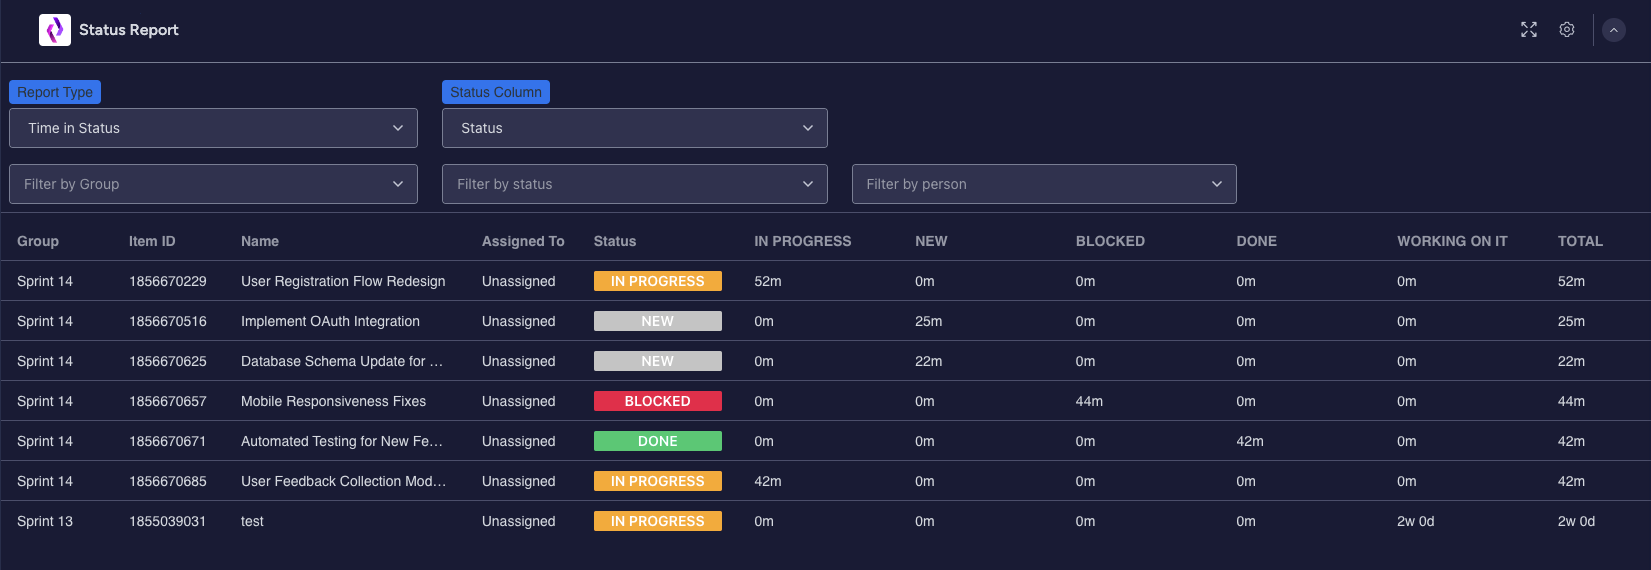 Status Report
Report Type Status Column
Time in Status Status
Filter by Group Filter by status Filter by person
Group Item ID Name Assigned To Status IN PROGRESS NEW BLOCKED DONE WORKING ON IT TOTAL
Sprint 14 1856670229 User Registration Flow Redesign Unassigned IN PROGRESS 52m 0m 0m 0m 0m 52m
Sprint 14 1856670516 Implement OAuth Integration Unassigned NEW 0m 25m 0m 0m 0m 25m
Sprint 14 1856670625 Database Schema Update for … Unassigned NEW 0m 22m 0m 0m 0m 22m
Sprint 14 1856670657 Mobile Responsiveness Fixes Unassigned BLOCKED 0m 0m 44m 0m 0m 44m
Sprint 14 1856670671 Automated Testing for New Fe… Unassigned DONE 0m 0m 0m 42m 0m 42m
Sprint 14 1856670685 User Feedback Collection Mod… Unassigned IN PROGRESS 42m 0m 0m 0m 0m 42m
Sprint 13 1855039031 test Unassigned IN PROGRESS 0m 0m 0m 0m 2w 0d 2w 0d